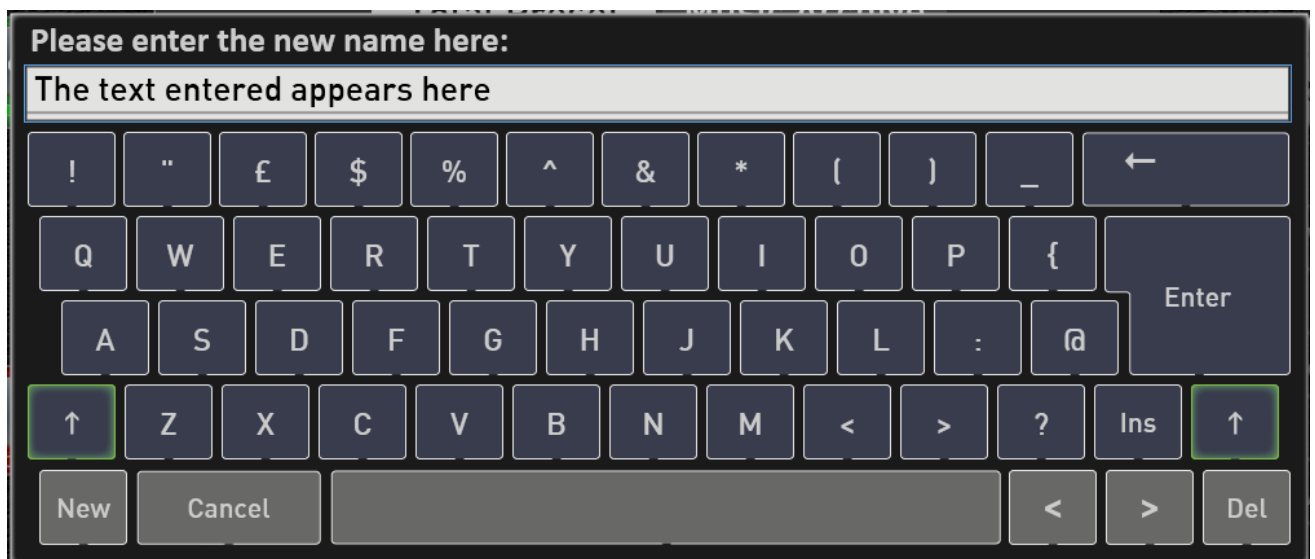 Please enter the new name here:
The text entered appears here
! " £ $ % ^ & * ( ) _ ←
Q W E R T Y U I O P {
Enter
A S D F G H J K L : @
↑ Z X C V B N M < > ? Ins ↑
New Cancel < > Del